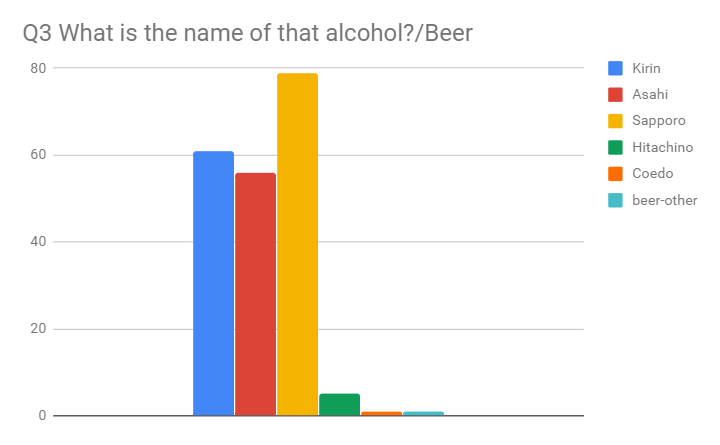 Q3 What is the name of that alcohol?/Beer
80
60
40
20
0
Kirin
Asahi
Sapporo
Hitachino
Coedo
beer-other